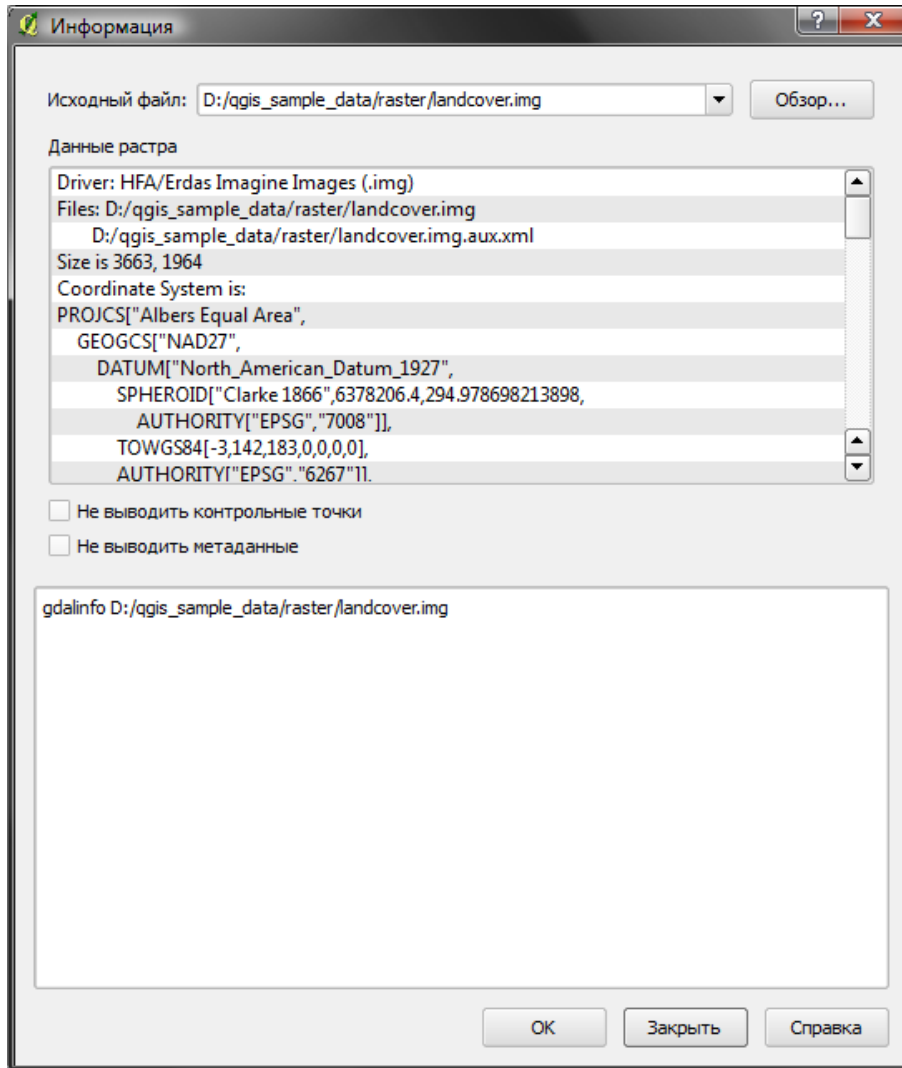 Информация
Исходный файл: D:/qgis_sample_data/raster/landcover.img Обзор...
Данные растра
Driver: HFA/Erdas Imagine Images (.img)
Files: D:/qgis_sample_data/raster/landcover.img
D:/qgis_sample_data/raster/landcover.img.aux.xml
Size is 3663, 1964
Coordinate System is:
PROJCS["Albers Equal Area",
GEOGCS["NAD27",
DATUM["North_American_Datum_1927",
SPHEROID["Clarke 1866",6378206.4,294.978698213898,
AUTHORITY["EPSG","7008"]],
TOWGS84[-3,142,183,0,0,0,0],
AUTHORITY["EPSG","6267"]],
Не выводить контрольные точки
Не выводить метаданные
gdalinfo D:/qgis_sample_data/raster/landcover.img
ОК Закрыть Справка